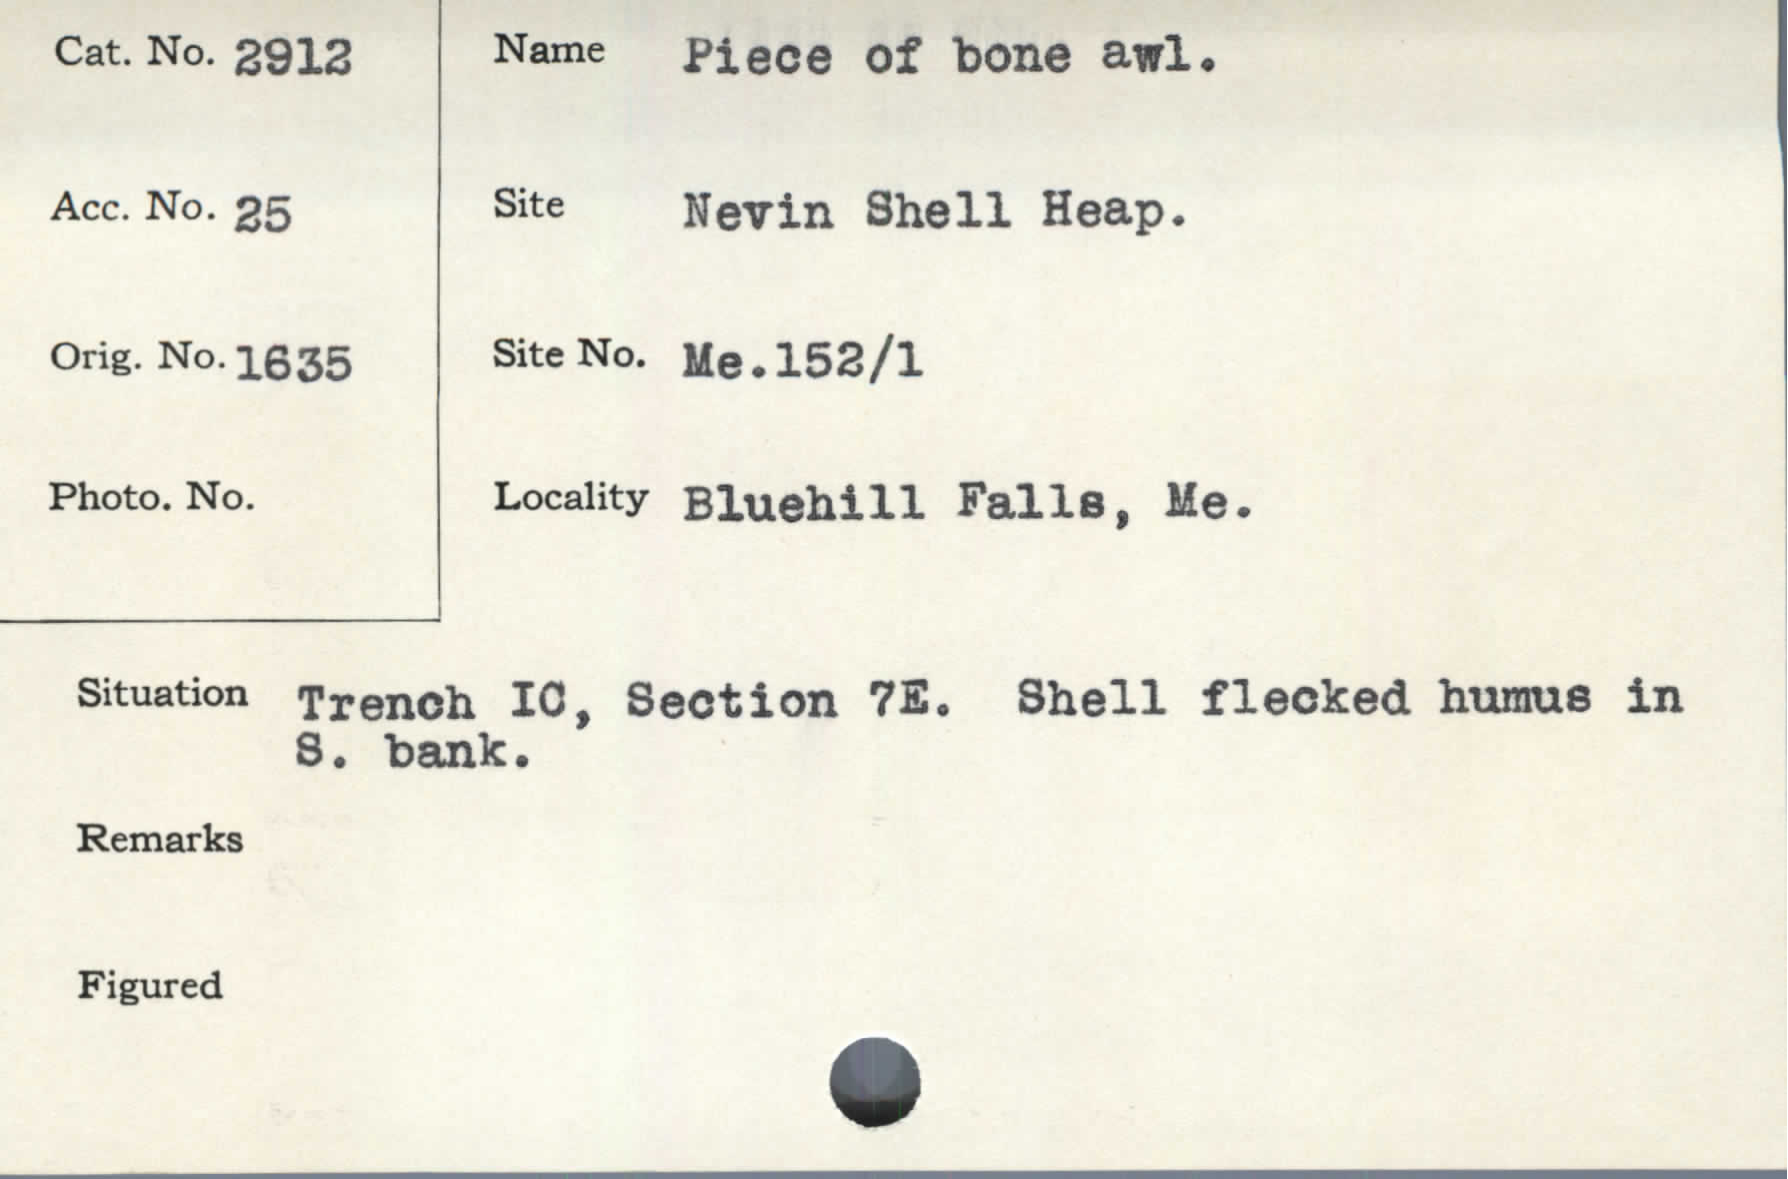 Cat. No. 2912
Name Piece of bone awl.
Acc. No. 25
Site Nevin Shell Heap.
Orig. No. 1635
Site No. Me.152/1
Photo. No.
Locality Bluehill Falls, Me.
Situation Trench IC, Section 7E. Shell flecked humus in
S. bank.
Remarks
Figured